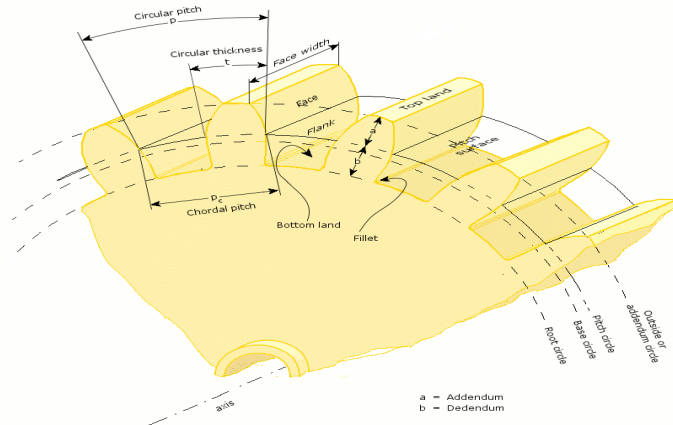 Circular pitch
p
Circular thickness
t
Face width
Face
Flank
Top land
a
b
Pitch
surface
pc
Chordal pitch
Bottom land
Fillet
Outside or
addendum circle
Pitch circle
Base circle
Root circle
axis
a = Addendum
b = Dedendum